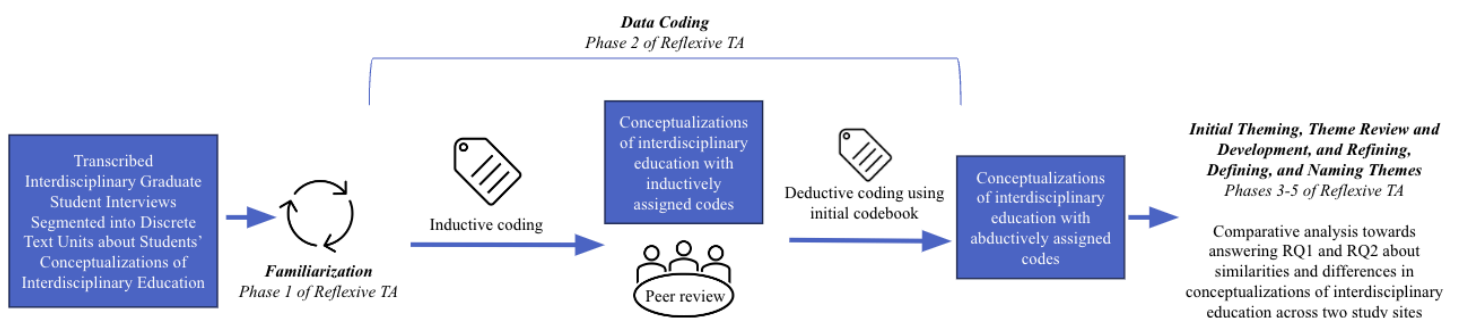 Data Coding
Phase 2 of Reflexive TA
Transcribed
Interdisciplinary Graduate
Student Interviews
Segmented into Discrete
Text Units about Students’
Conceptualizations of
Interdisciplinary Education
Familiarization
Phase 1 of Reflexive TA
Inductive coding
Conceptualizations
of interdisciplinary
education with
inductively
assigned codes
Peer review
Deductive coding using
initial codebook
Conceptualizations
of interdisciplinary
education with
abductively assigned
codes
Initial Theming, Theme Review and
Development, and Refining,
Defining, and Naming Themes
Phases 3-5 of Reflexive TA
Comparative analysis towards
answering RQ1 and RQ2 about
similarities and differences in
conceptualizations of interdisciplinary
education across two study sites